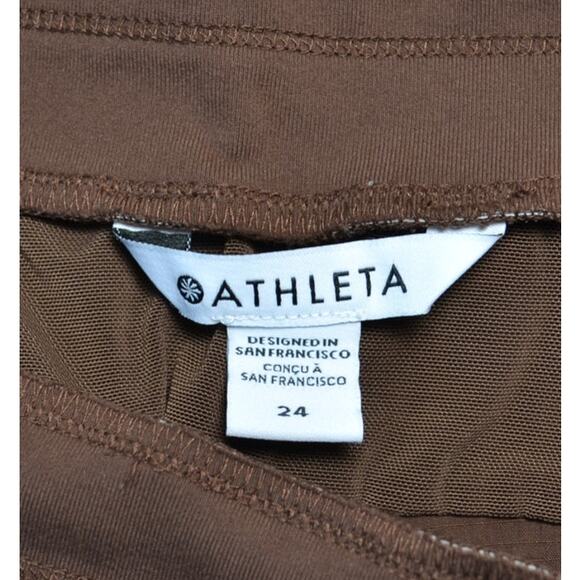 ATHLETA
DESIGNED IN
SAN FRANCISCO
CONÇU À
SAN FRANCISCO
24